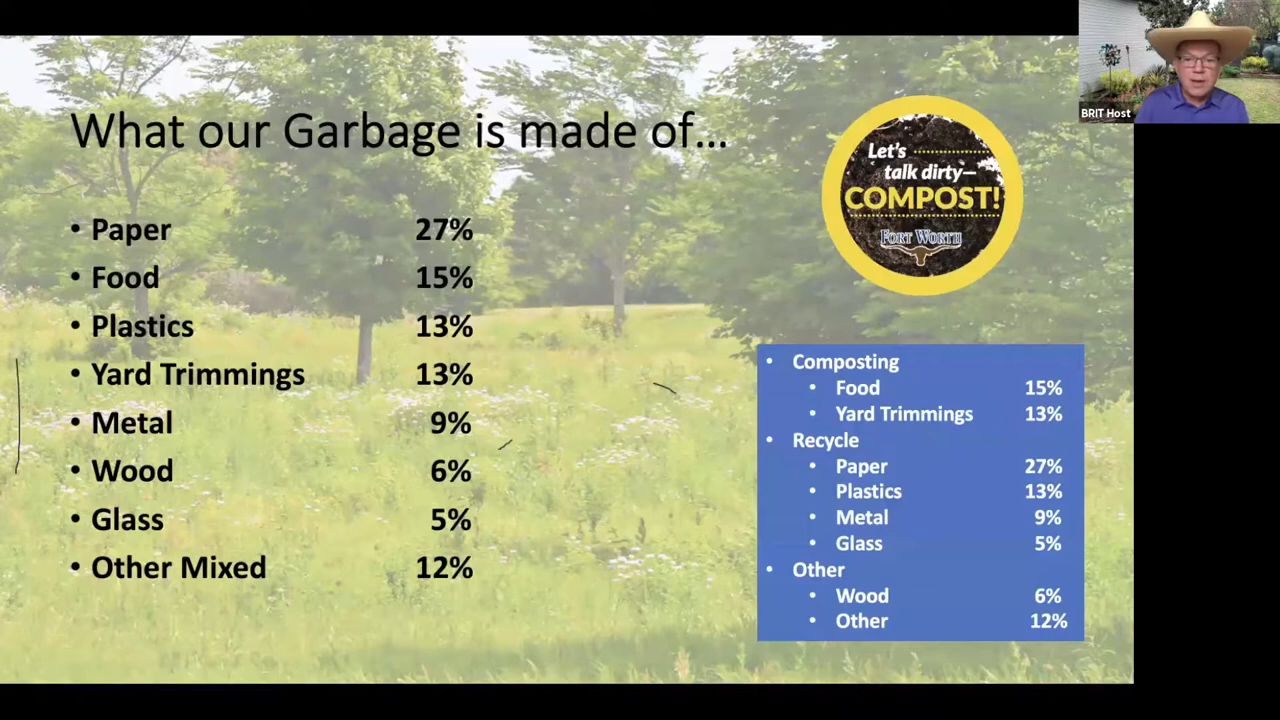 What our Garbage is made of...
• Paper 27%
• Food 15%
• Plastics 13%
• Yard Trimmings 13%
• Metal 9%
• Wood 6%
• Glass 5%
• Other Mixed 12%
Let's
talk dirty—
COMPOST!
FORT WORTH
• Composting
• Food 15%
• Yard Trimmings 13%
• Recycle
• Paper 27%
• Plastics 13%
• Metal 9%
• Glass 5%
• Other
• Wood 6%
• Other 12%
BRIT Host